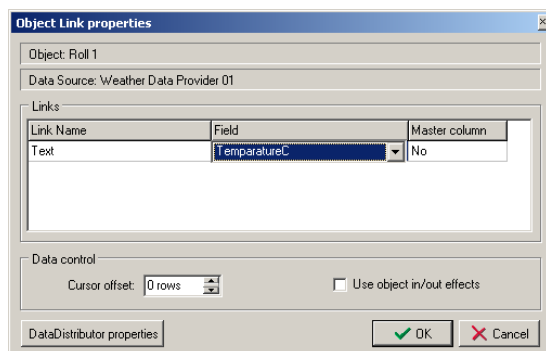 Object Link properties
Object: Roll 1
Data Source: Weather Data Provider 01
Links
Link Name Field Master column
Text TemparatureC No
Data control
Cursor offset: 0 rows Use object in/out effects
DataDistributor properties OK Cancel